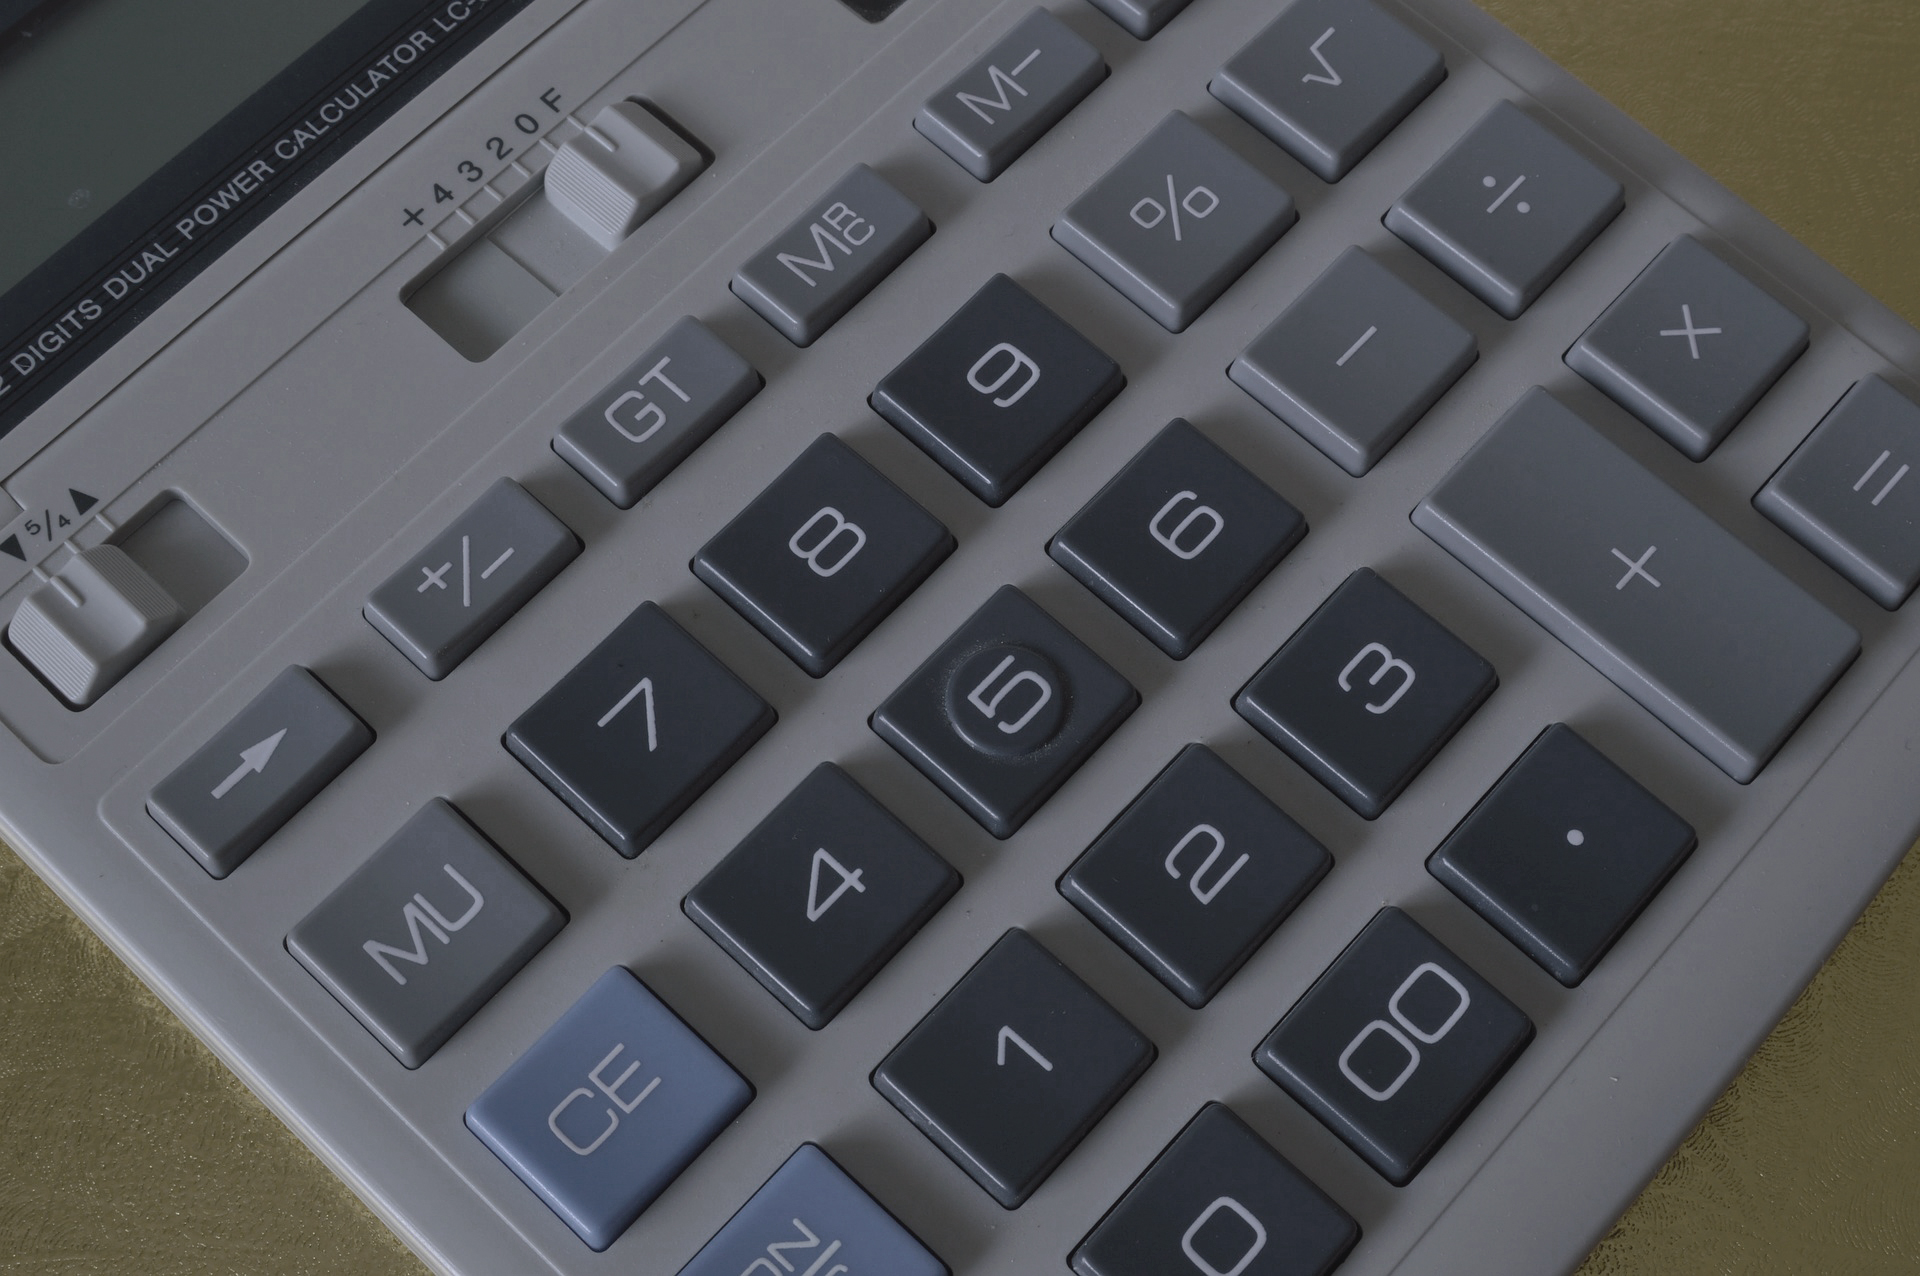 DIGITS DUAL POWER CALCULATOR
+ 4 3 2 0 F
▼ 5/4 ▲
→ +/- GT MRC M−
MU 7 8 9 % √
CE 4 5 6 − ÷
1 2 3 + ×
0 00 . =